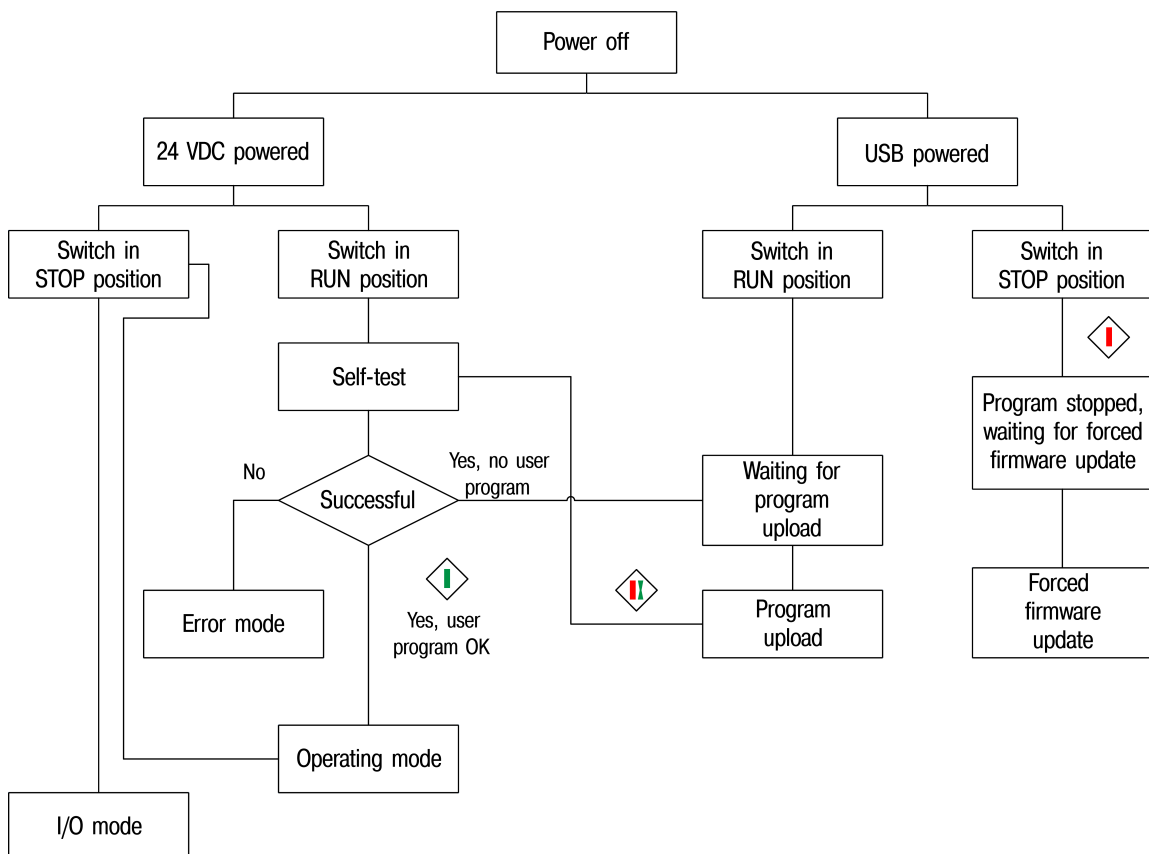 Power off
24 VDC powered
USB powered
Switch in
STOP position
Switch in
RUN position
Switch in
RUN position
Switch in
STOP position
Self-test
Program stopped,
waiting for forced
firmware update
No
Successful
Yes, no user
program
Waiting for
program
upload
Error mode
Yes, user
program OK
Program
upload
Forced
firmware
update
Operating mode
I/O mode